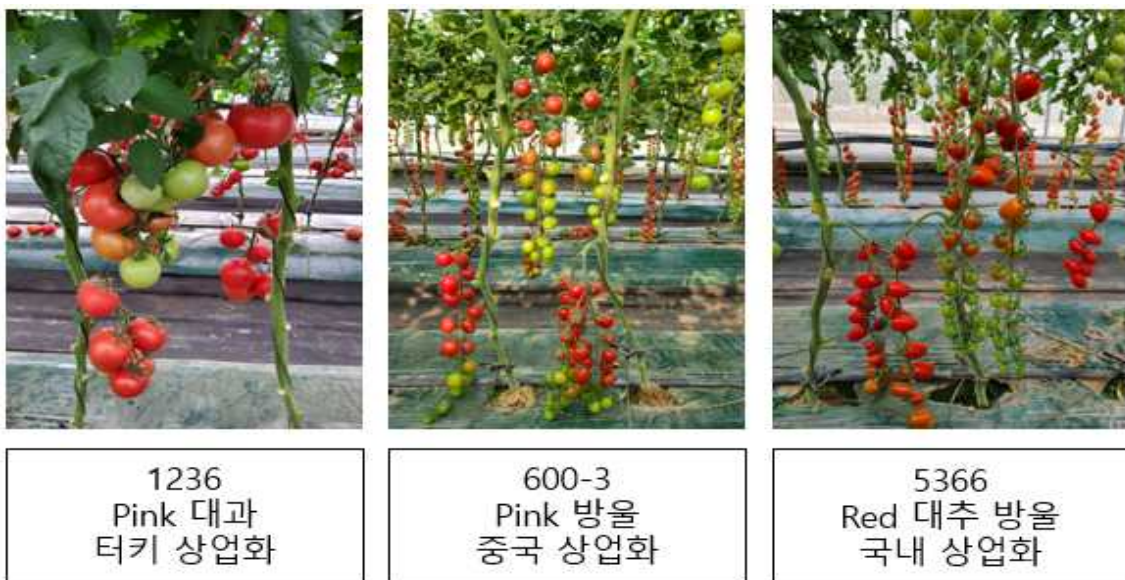 1236
Pink 대과
터키 상업화
600-3
Pink 방울
중국 상업화
5366
Red 대추 방울
국내 상업화